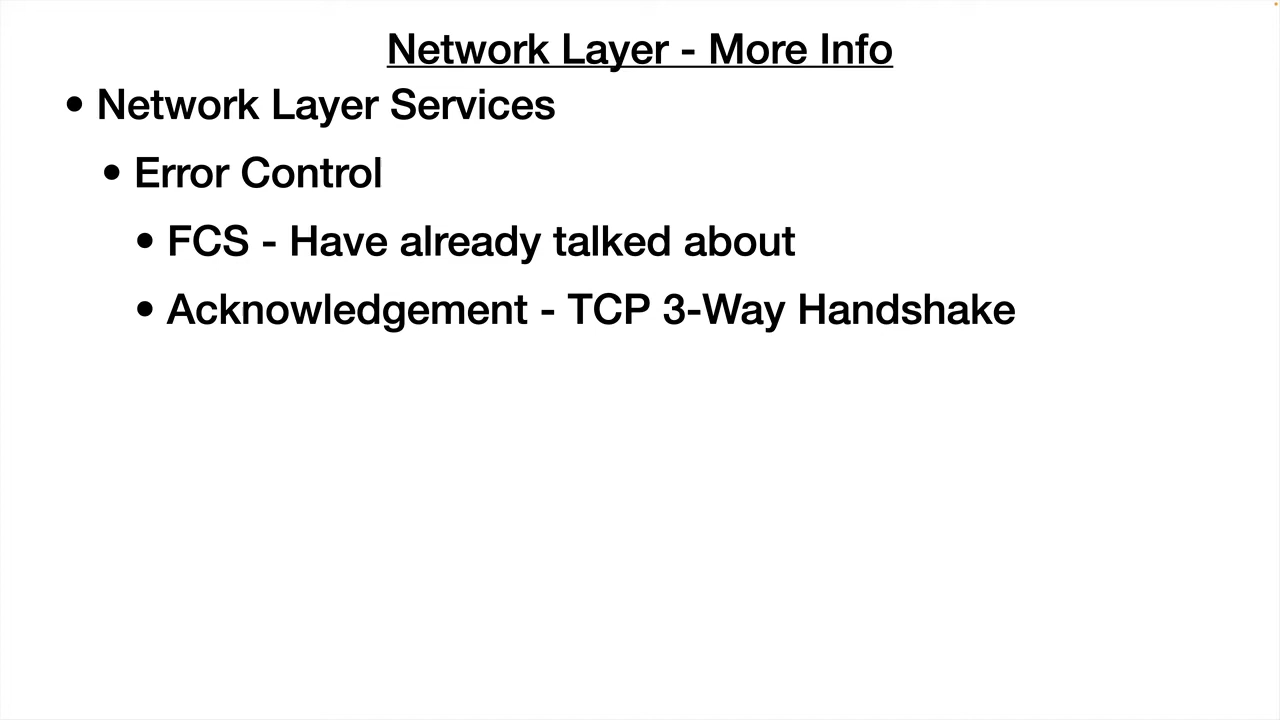 Network Layer - More Info
• Network Layer Services
• Error Control
• FCS - Have already talked about
• Acknowledgement - TCP 3-Way Handshake